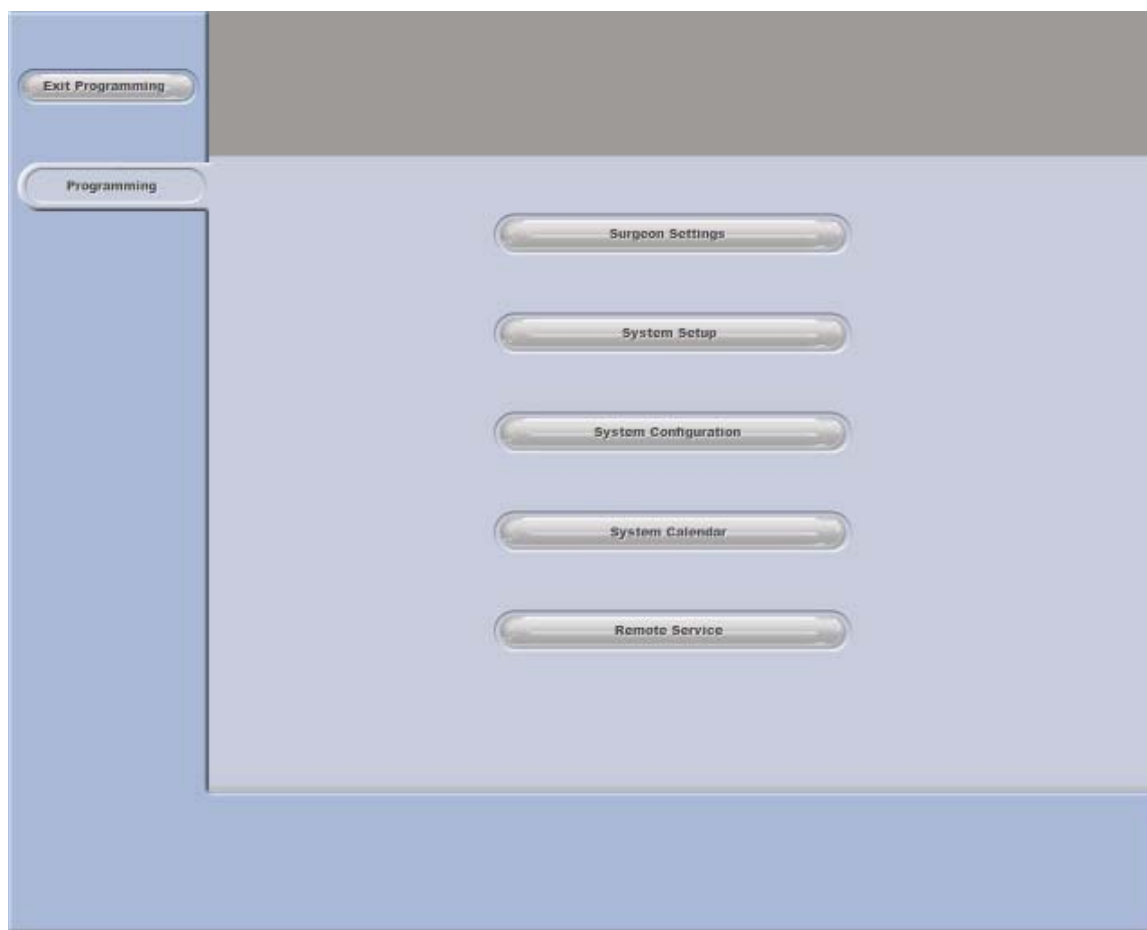 Exit Programming
Programming
Surgeon Settings
System Setup
System Configuration
System Calendar
Remote Service